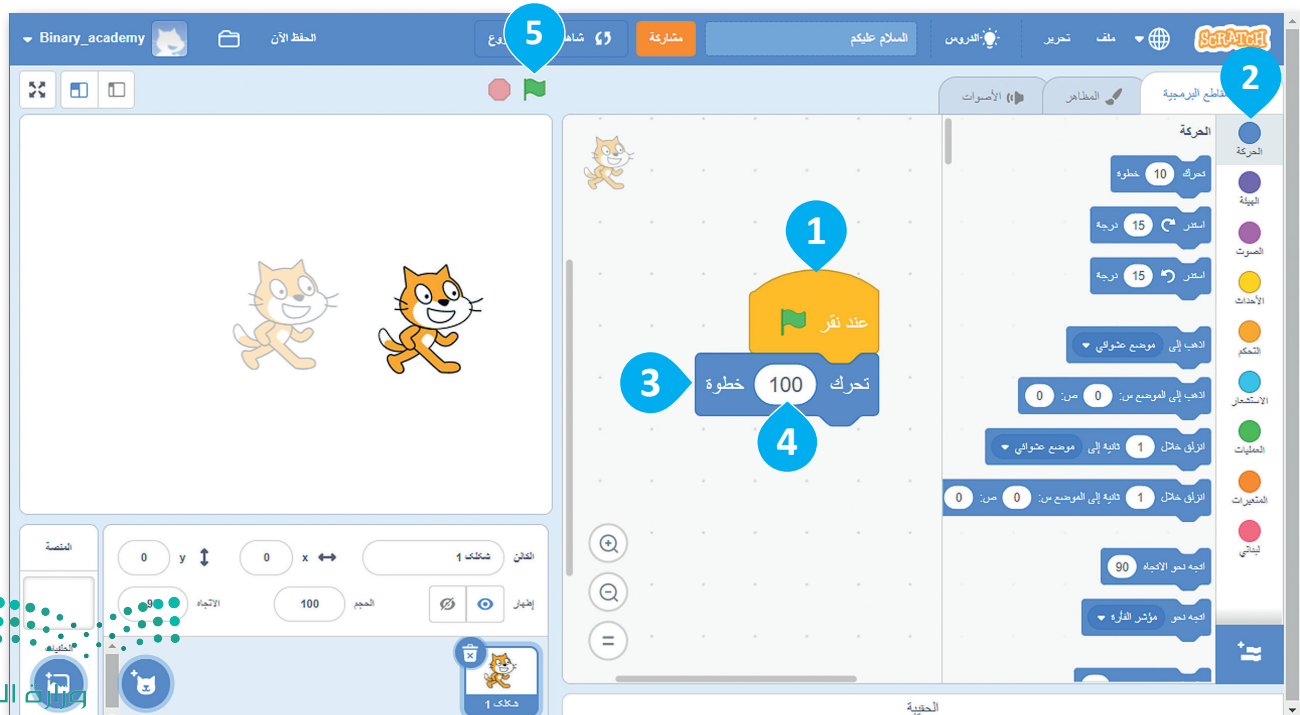 SCRATCH
ملف
تحرير
الدروس
السلام عليكم
مشاركة
الحفظ الآن
Binary_academy
5
2
المظاهر
الأصوات
الحركة
الهيئة
الصوت
الأحداث
التحكم
الاستشعار
العمليات
المتغيرات
لبناتي
الحركة
تحرك 10 خطوة
استدر 15 درجة
استدر 15 درجة
اذهب إلى موضع عشوائي
اذهب إلى الموضع س: 0 ص: 0
انزلق خلال 1 ثانية إلى موضع عشوائي
انزلق خلال 1 ثانية إلى الموضع س: 0 ص: 0
اتجه نحو الاتجاه 90
اتجه نحو مؤشر الفأرة
1
عند نقر
3
تحرك 100 خطوة
4
=
الحقيبة
الكائن شكلك 1 x 0 y 0
إظهار الحجم 100 الاتجاه
شكلك 1
المنصة
الخلفيات